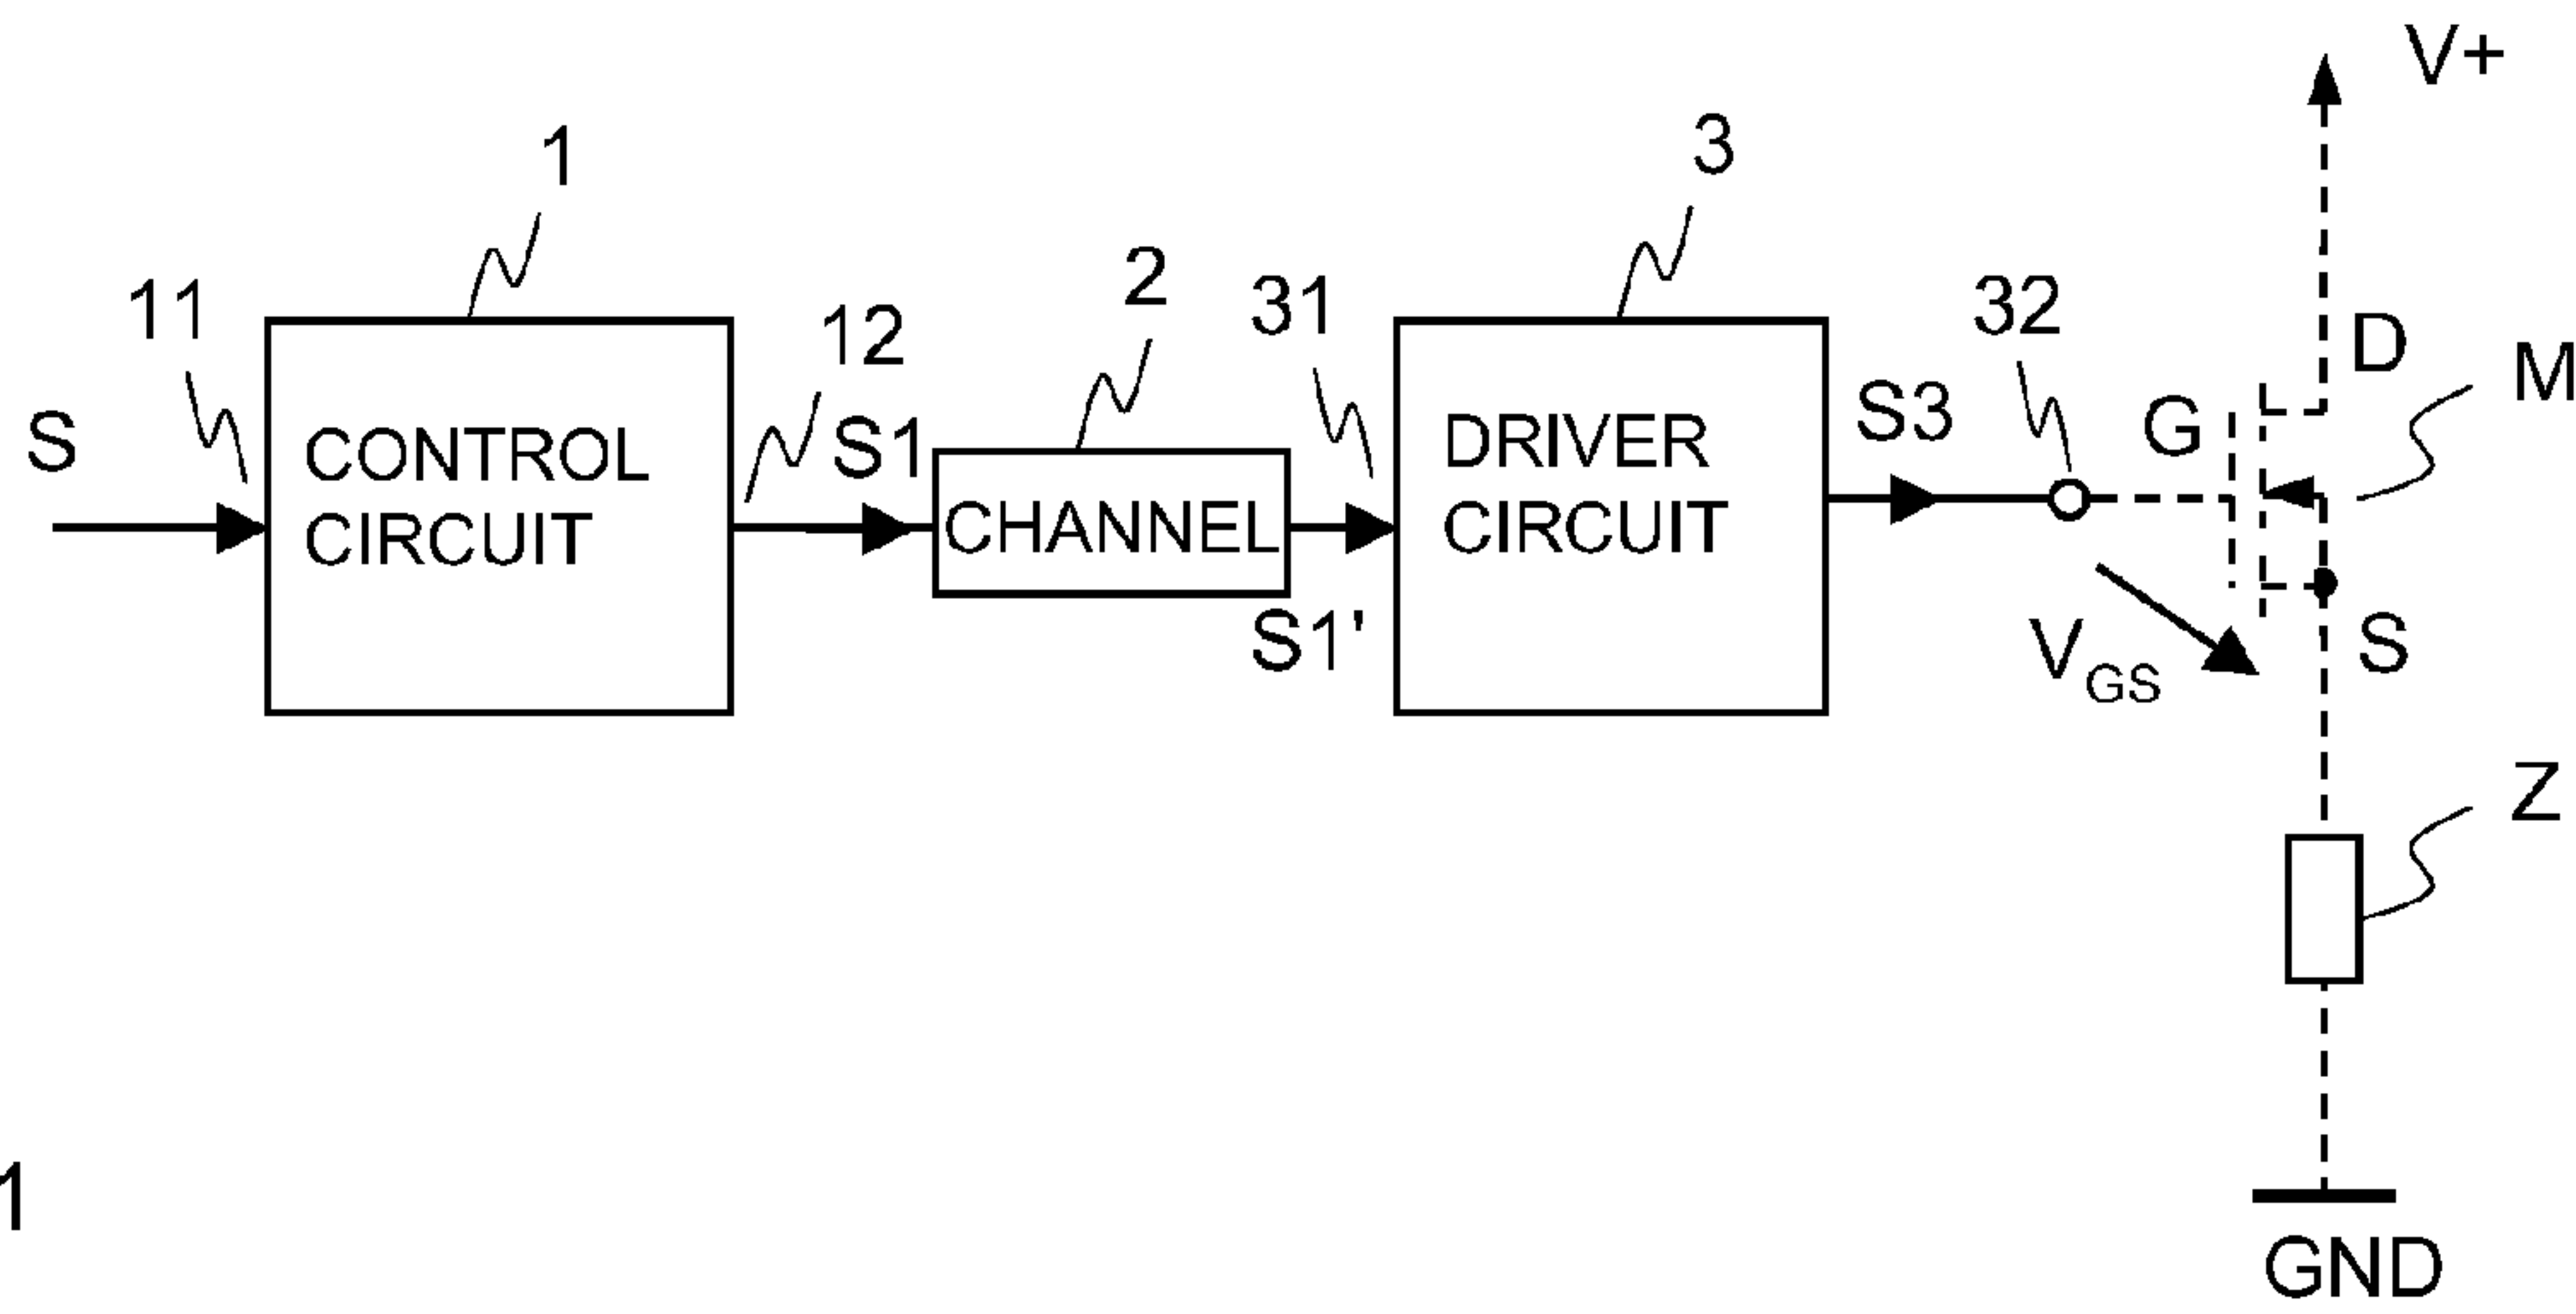 V+
1
3
11
12
2
31
32
D
M
S
CONTROL
CIRCUIT
S1
CHANNEL
S1'
DRIVER
CIRCUIT
S3
G
VGS
S
Z
1
GND